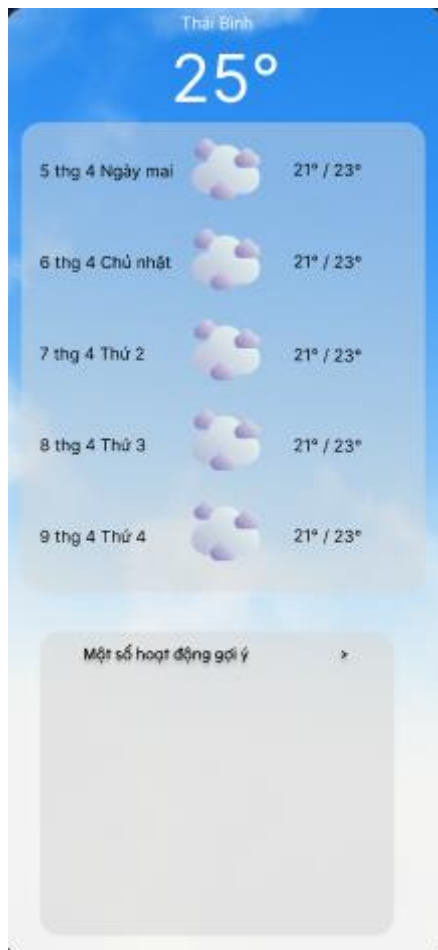 Thái Bình
25°
5 thg 4 Ngày mai 21° / 23°
6 thg 4 Chủ nhật 21° / 23°
7 thg 4 Thứ 2 21° / 23°
8 thg 4 Thứ 3 21° / 23°
9 thg 4 Thứ 4 21° / 23°
Một số hoạt động gợi ý >